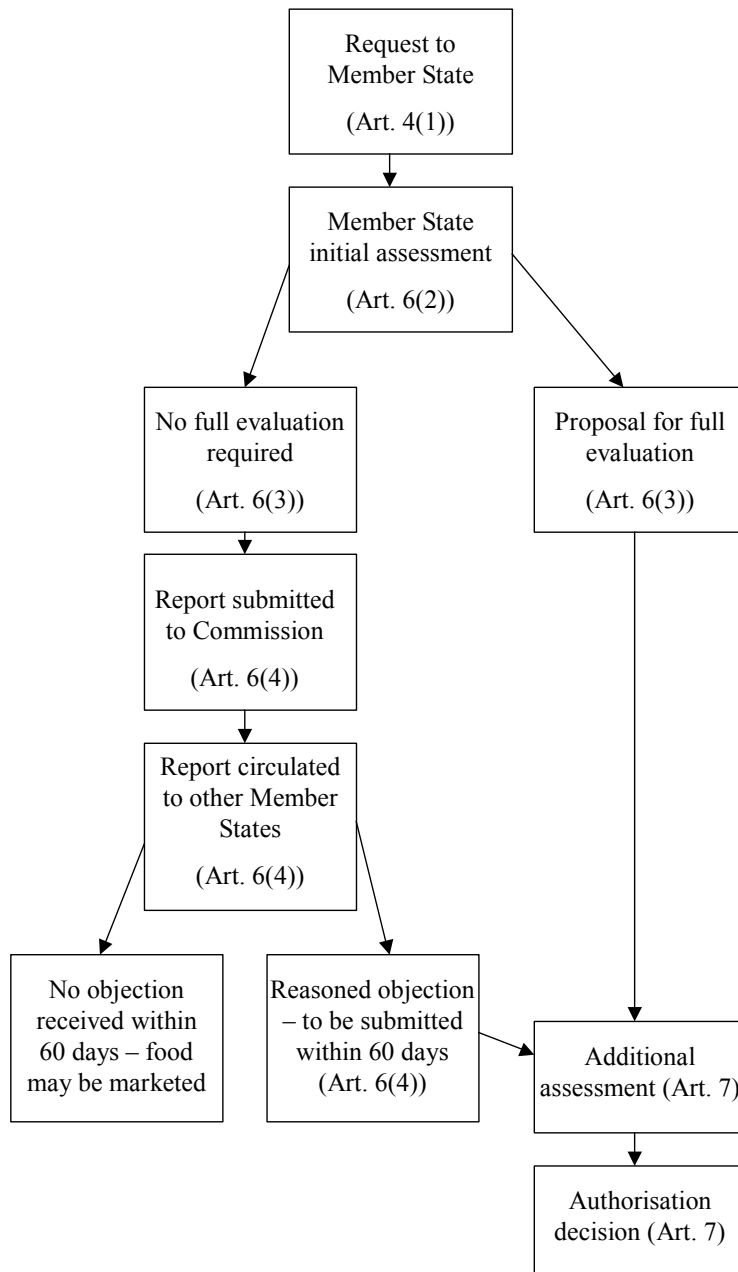 Request to
Member State
(Art. 4(1))
Member State
initial assessment
(Art. 6(2))
No full evaluation
required
(Art. 6(3))
Proposal for full
evaluation
(Art. 6(3))
Report submitted
to Commission
(Art. 6(4))
Report circulated
to other Member
States
(Art. 6(4))
No objection
received within
60 days – food
may be marketed
Reasoned objection
– to be submitted
within 60 days
(Art. 6(4))
Additional
assessment (Art. 7)
Authorisation
decision (Art. 7)